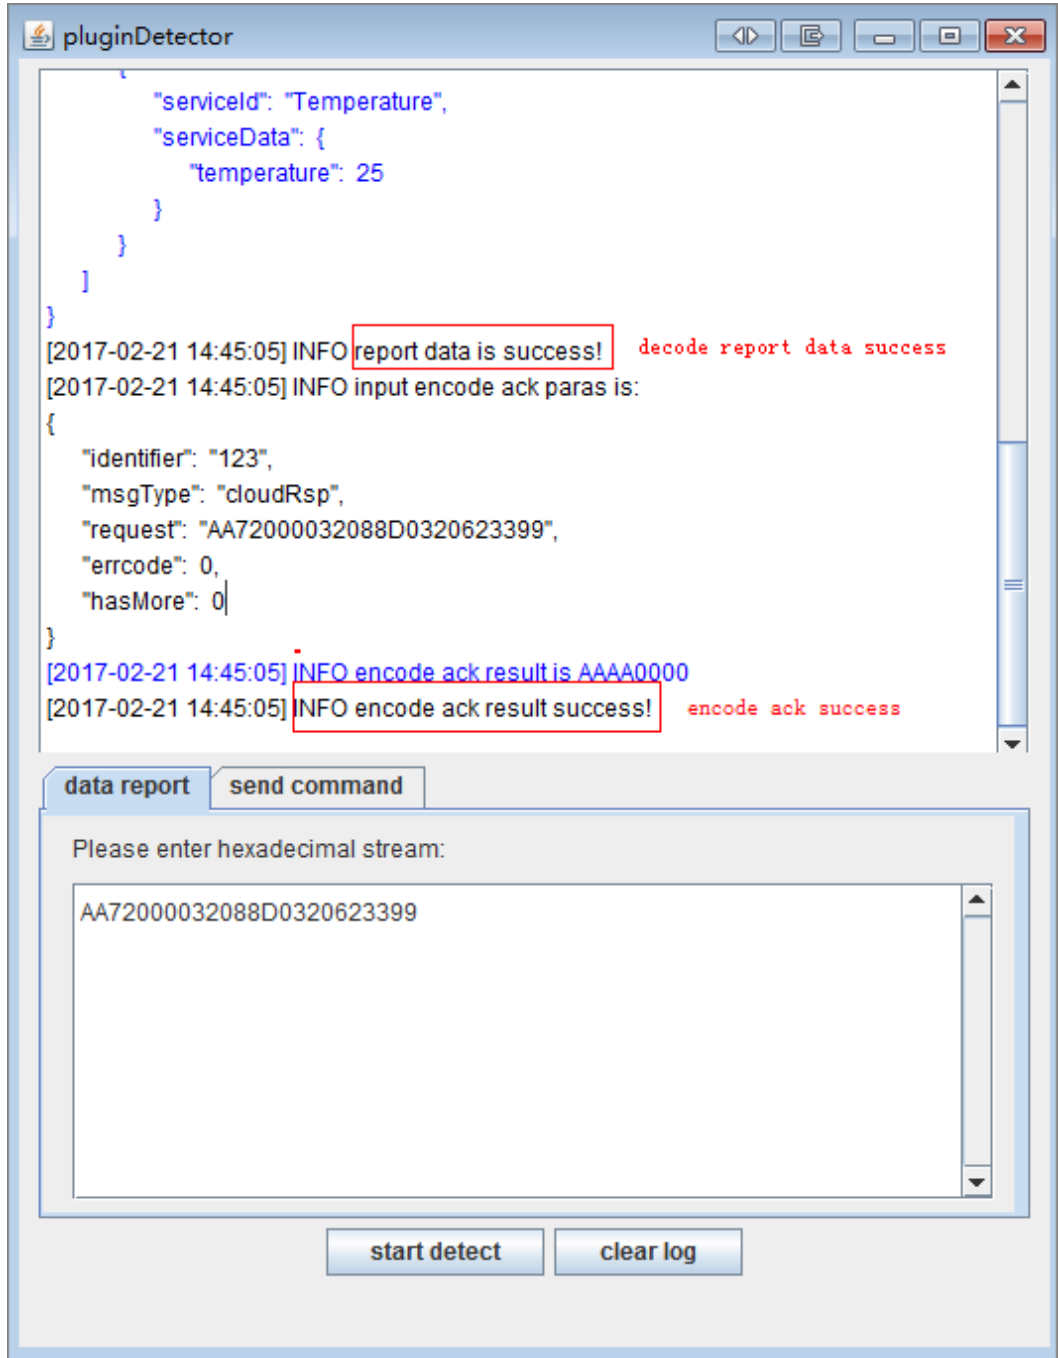 pluginDetector
{
"serviceId": "Temperature",
"serviceData": {
"temperature": 25
}
}
]
}
[2017-02-21 14:45:05] INFO report data is success! decode report data success
[2017-02-21 14:45:05] INFO input encode ack paras is:
{
"identifier": "123",
"msgType": "cloudRsp",
"request": "AA72000032088D0320623399",
"errcode": 0,
"hasMore": 0
}
[2017-02-21 14:45:05] INFO encode ack result is AAAA0000
[2017-02-21 14:45:05] INFO encode ack result success! encode ack success
data report send command
Please enter hexadecimal stream:
AA72000032088D0320623399
start detect clear log